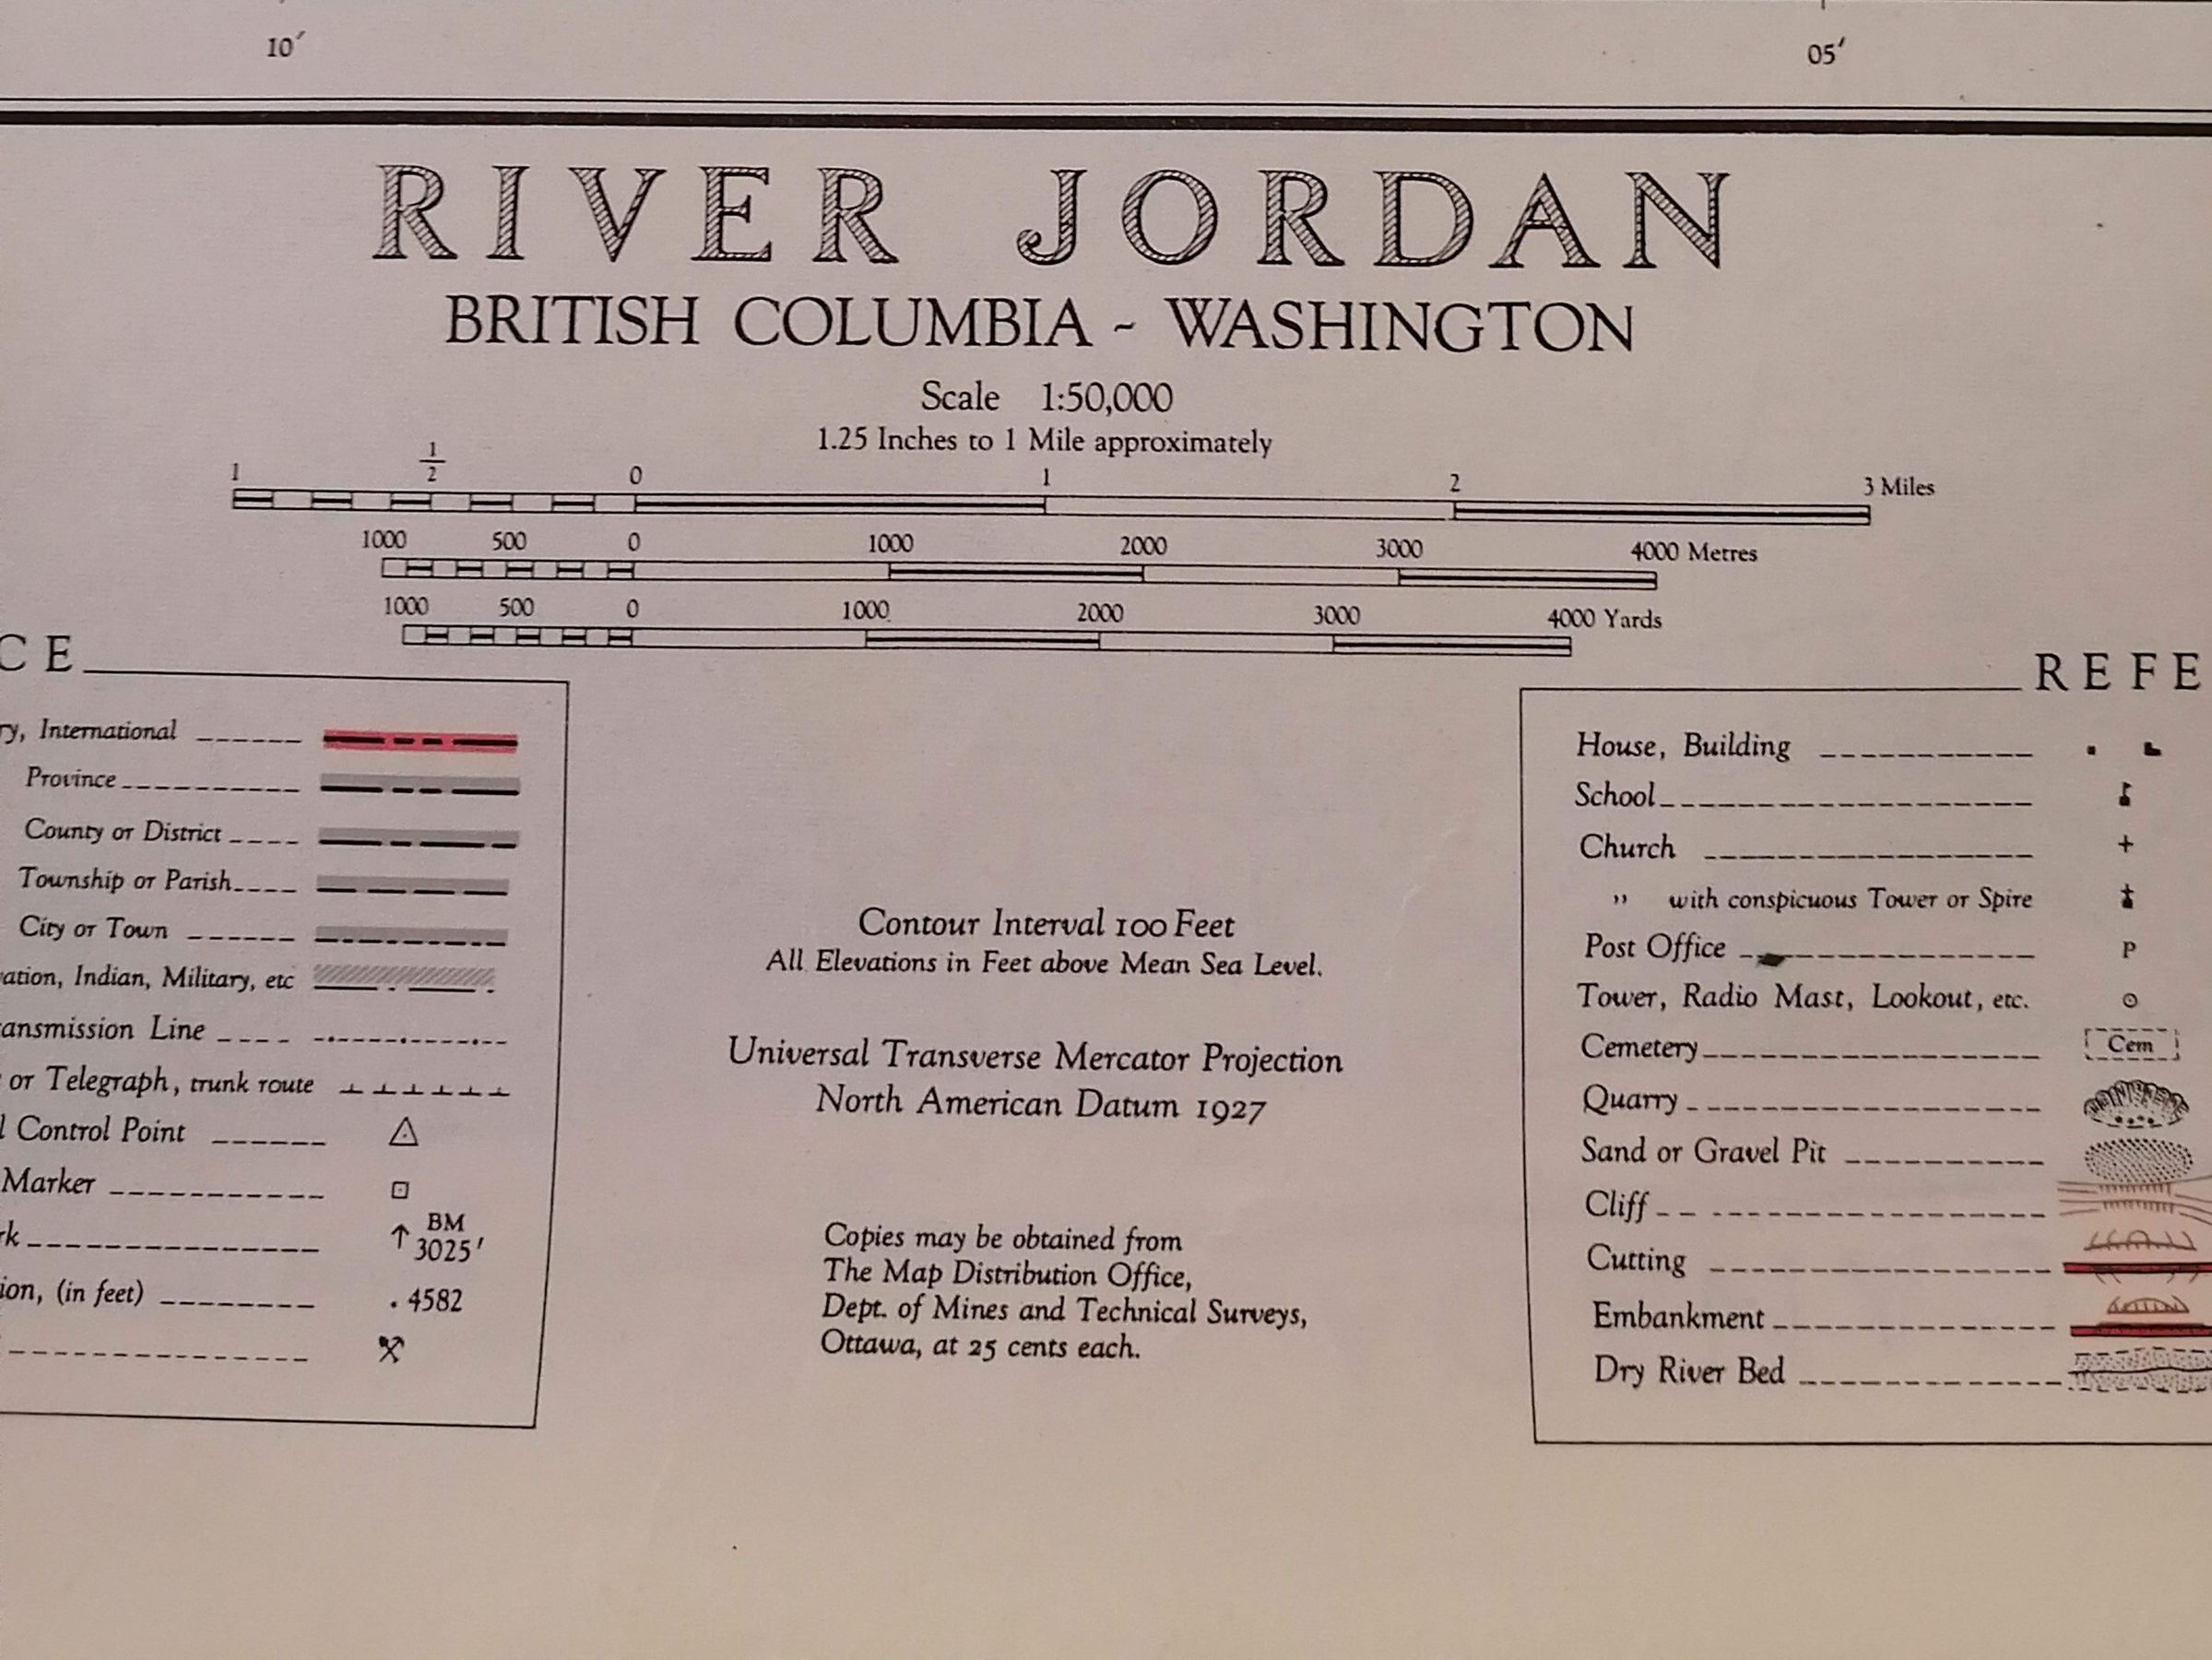 10′
05′
RIVER JORDAN
BRITISH COLUMBIA ~ WASHINGTON
Scale 1:50,000
1.25 Inches to 1 Mile approximately
1 1/2 0 1 2 3 Miles
1000 500 0 1000 2000 3000 4000 Metres
1000 500 0 1000 2000 3000 4000 Yards
CE
ry, International
Province
County or District
Township or Parish
City or Town
ation, Indian, Military, etc
ansmission Line
or Telegraph, trunk route
l Control Point
Marker
rk
BM
3025′
ion, (in feet)
. 4582
Contour Interval 100 Feet
All Elevations in Feet above Mean Sea Level.
Universal Transverse Mercator Projection
North American Datum 1927
Copies may be obtained from
The Map Distribution Office,
Dept. of Mines and Technical Surveys,
Ottawa, at 25 cents each.
REFE
House, Building
School
Church
” with conspicuous Tower or Spire
Post Office P
Tower, Radio Mast, Lookout, etc.
Cemetery Cem
Quarry
Sand or Gravel Pit
Cliff
Cutting
Embankment
Dry River Bed